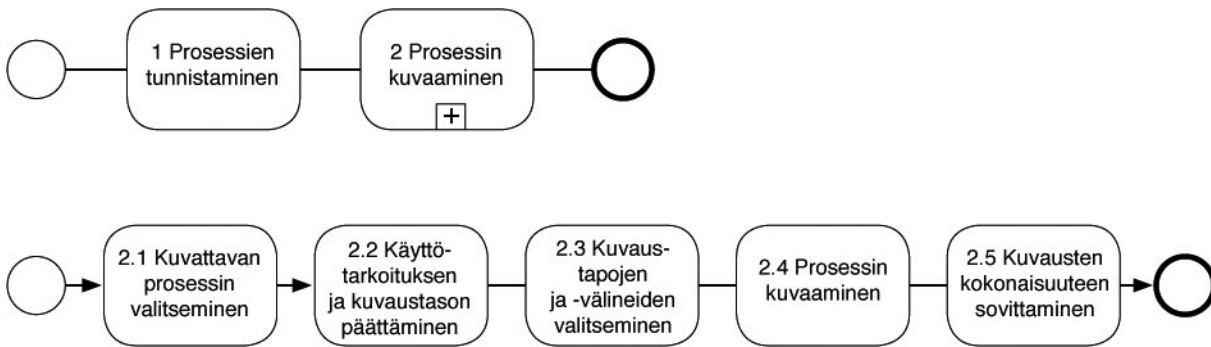 1 Prosessien
tunnistaminen
2 Prosessin
kuvaaminen
+
2.1 Kuvattavan
prosessin
valitseminen
2.2 Käyttö-
tarkoituksen
ja kuvaustason
päättäminen
2.3 Kuvaus-
tapojen
ja -välineiden
valitseminen
2.4 Prosessin
kuvaaminen
2.5 Kuvausten
kokonaisuuteen
sovittaminen